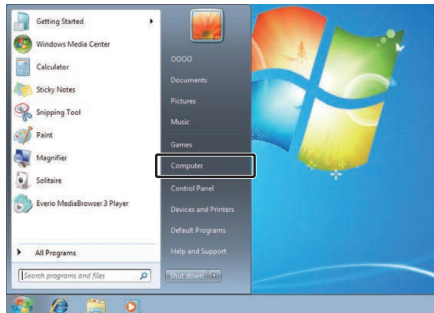 Getting Started
Windows Media Center
Calculator
Sticky Notes
Snipping Tool
Paint
Magnifier
Solitaire
Everio MediaBrowser 3 Player
All Programs
Search programs and files
OOOO
Documents
Pictures
Music
Games
Computer
Control Panel
Devices and Printers
Default Programs
Help and Support
Shut down